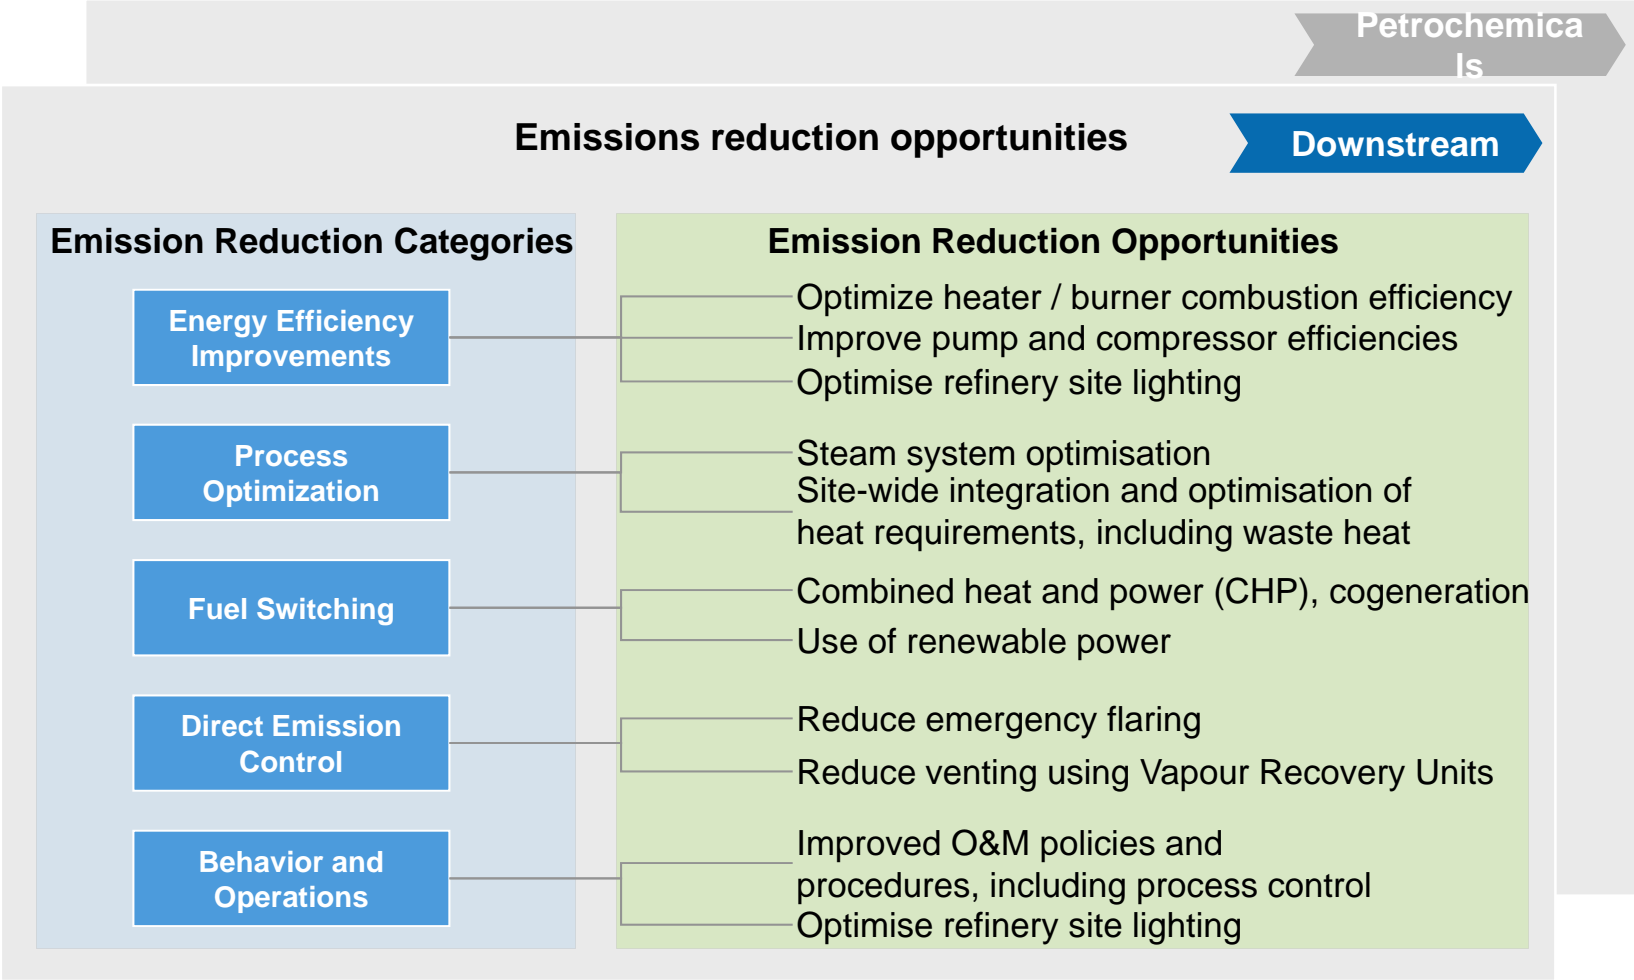 Petrochemica
ls
Emissions reduction opportunities
Downstream
Emission Reduction Categories
Emission Reduction Opportunities
Energy Efficiency
Improvements
Optimize heater / burner combustion efficiency
Improve pump and compressor efficiencies
Optimise refinery site lighting
Process
Optimization
Steam system optimisation
Site-wide integration and optimisation of
heat requirements, including waste heat
Fuel Switching
Combined heat and power (CHP), cogeneration
Use of renewable power
Direct Emission
Control
Reduce emergency flaring
Reduce venting using Vapour Recovery Units
Behavior and
Operations
Improved O&M policies and
procedures, including process control
Optimise refinery site lighting